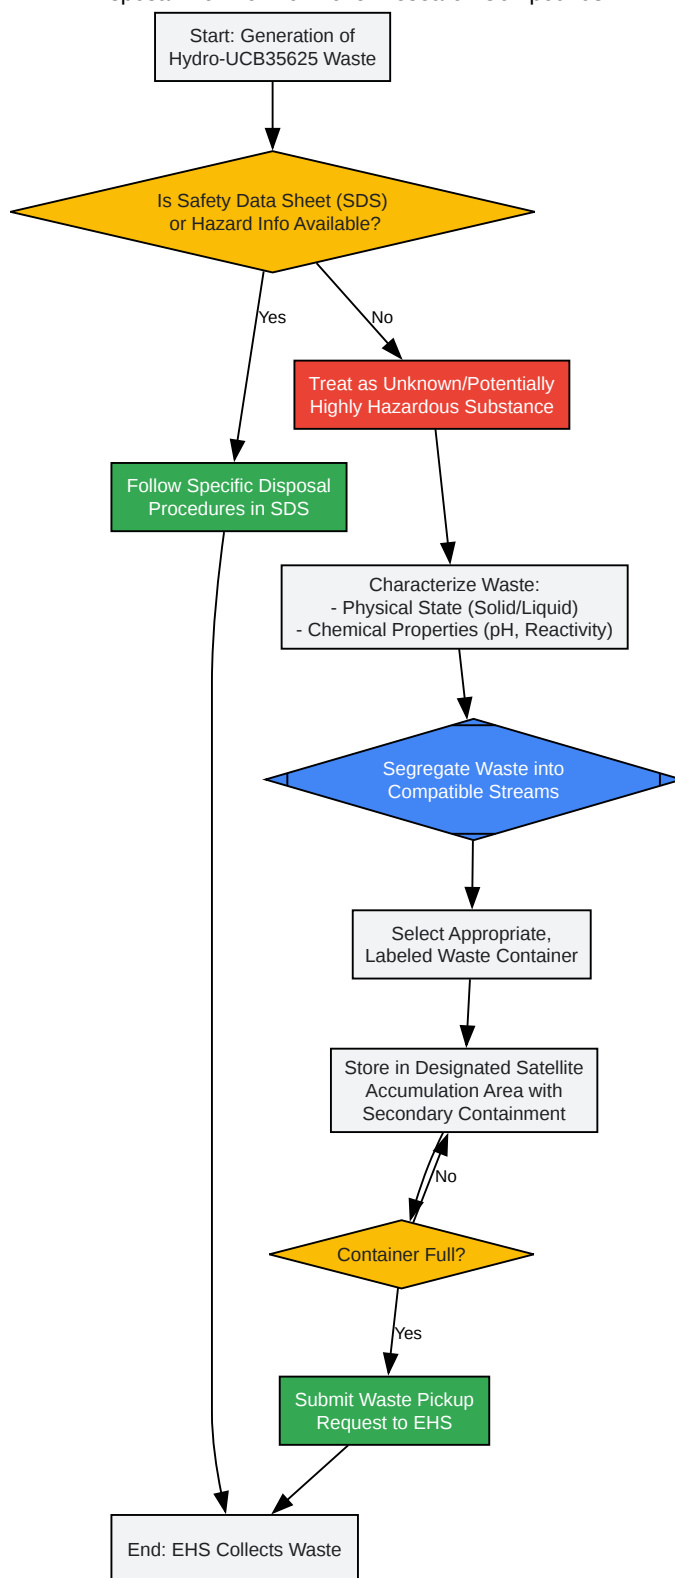 Start: Generation of
Hydro-UCB35625 Waste
Is Safety Data Sheet (SDS)
or Hazard Info Available?
Yes
No
Treat as Unknown/Potentially
Highly Hazardous Substance
Follow Specific Disposal
Procedures in SDS
Characterize Waste:
- Physical State (Solid/Liquid)
- Chemical Properties (pH, Reactivity)
Segregate Waste into
Compatible Streams
Select Appropriate,
Labeled Waste Container
Store in Designated Satellite
Accumulation Area with
Secondary Containment
No
Container Full?
Yes
Submit Waste Pickup
Request to EHS
End: EHS Collects Waste